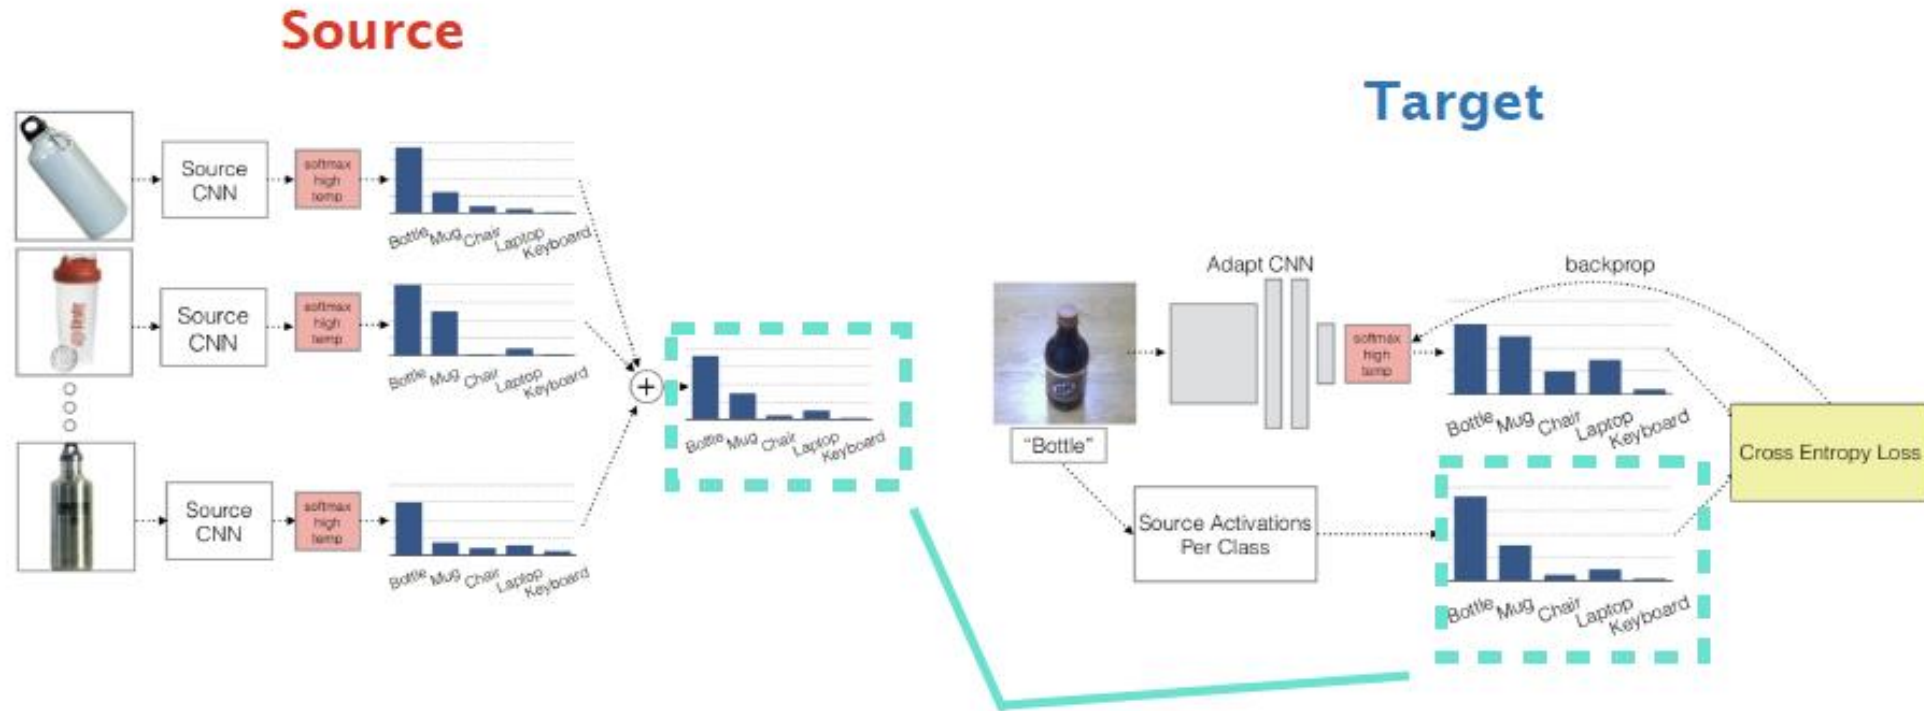 Source
Source
CNN
softmax
high
temp
Bottle Mug Chair Laptop Keyboard
Source
CNN
softmax
high
temp
Bottle Mug Chair Laptop Keyboard
Source
CNN
softmax
high
temp
Bottle Mug Chair Laptop Keyboard
+
Bottle Mug Chair Laptop Keyboard
Target
Adapt CNN
backprop
softmax
high
temp
Bottle Mug Chair Laptop Keyboard
"Bottle"
Source Activations
Per Class
Bottle Mug Chair Laptop Keyboard
Cross Entropy Loss